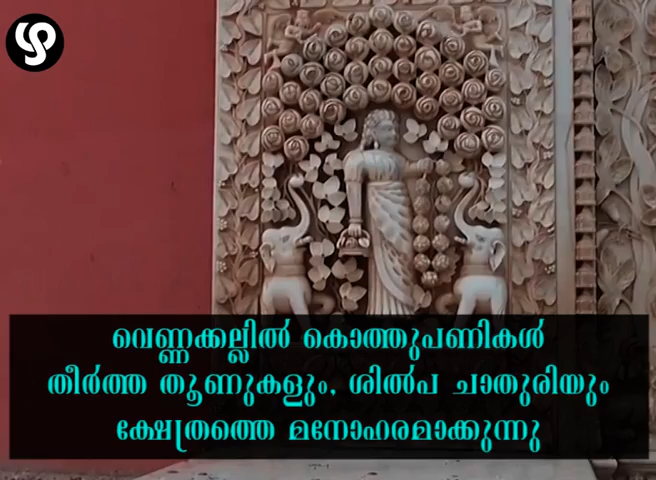 വെണ്ണക്കല്ലിൽ കൊത്തുപണികൾ
തീർത്ത തൂണുകളും, ശിൽപ ചാതുരിയും
ക്ഷേത്രത്തെ മനോഹരമാക്കുന്നു